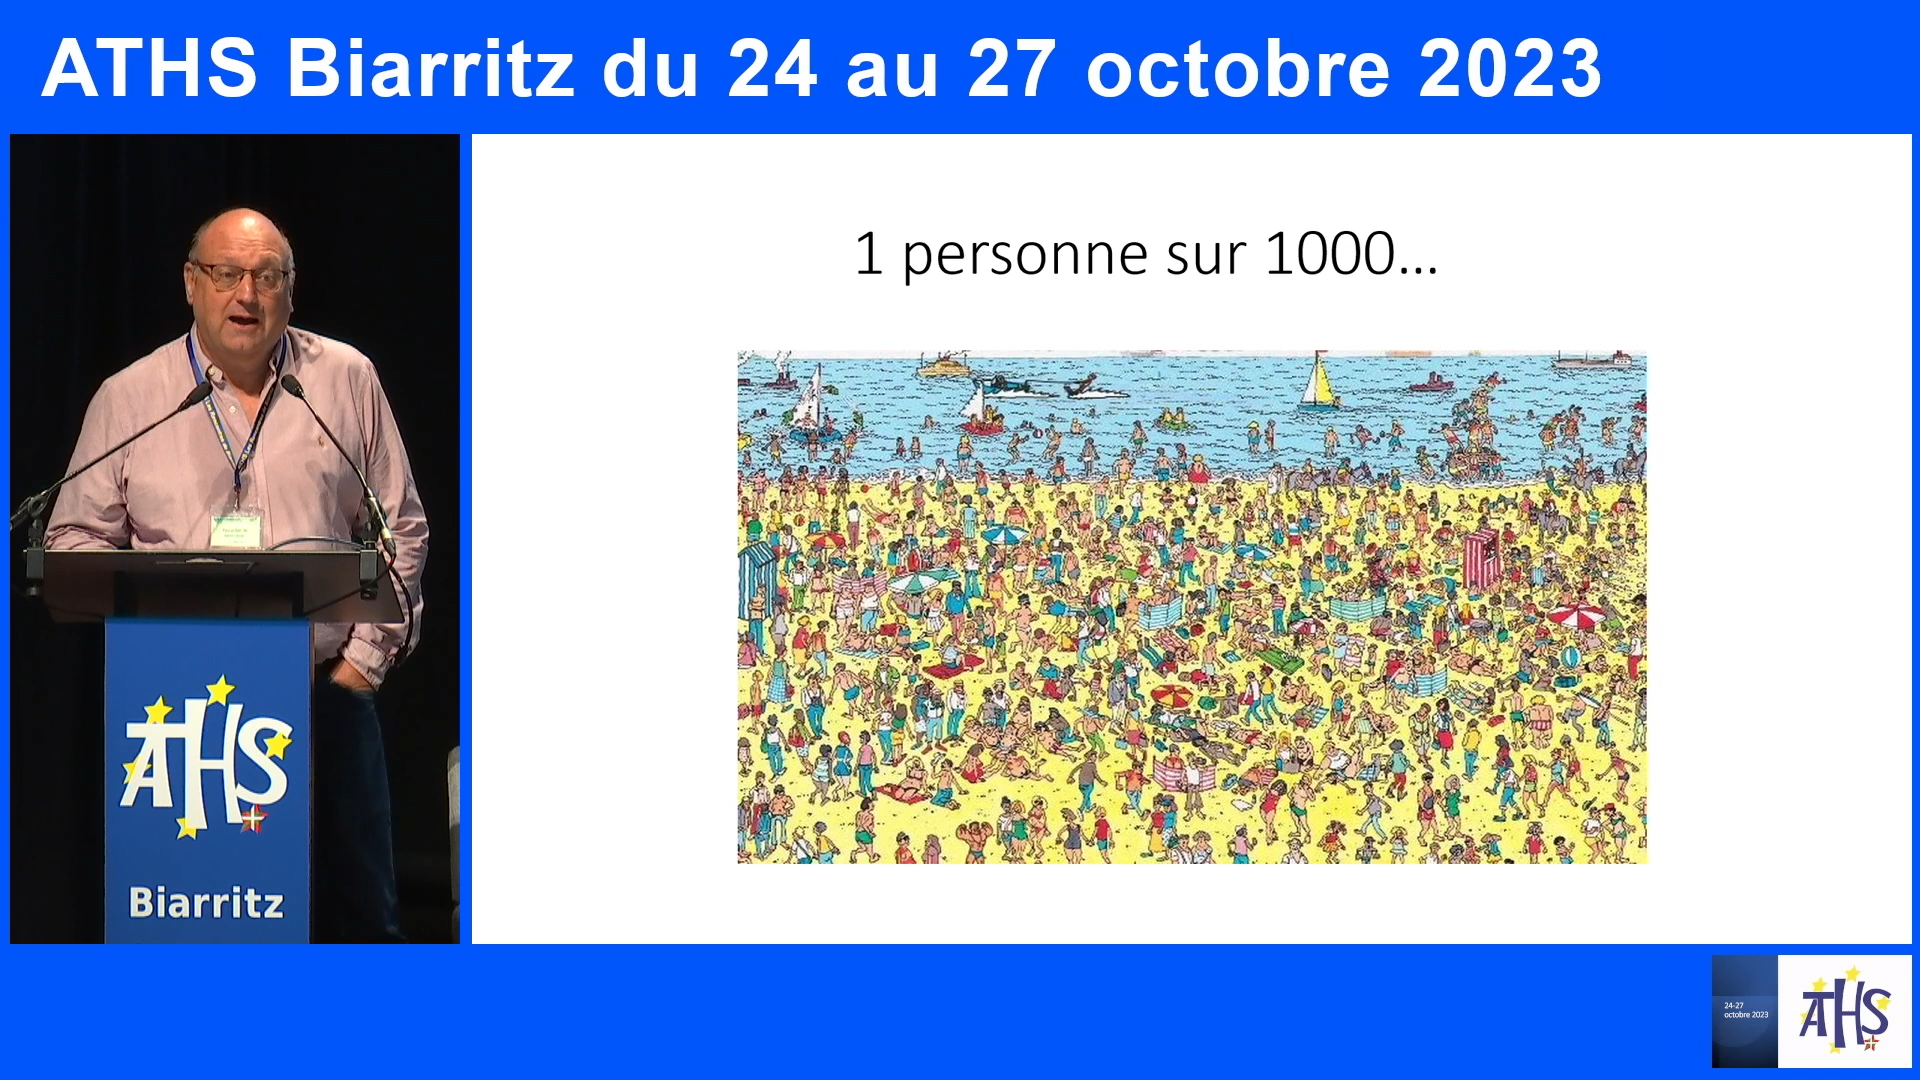 ATHS Biarritz du 24 au 27 octobre 2023
1 personne sur 1000...
ATHS
Biarritz
24-27
octobre 2023
ATHS